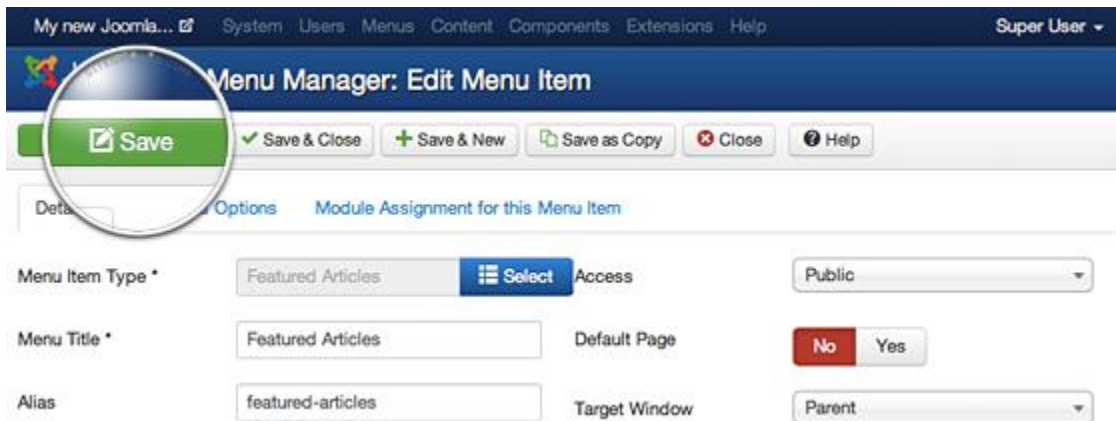 My new Joomla... System Users Menus Content Components Extensions Help Super User
Menu Manager: Edit Menu Item
Save Save & Close Save & New Save as Copy Close Help
Options Module Assignment for this Menu Item
Menu Item Type * Featured Articles Select Access Public
Menu Title * Featured Articles Default Page No Yes
Alias featured-articles Target Window Parent